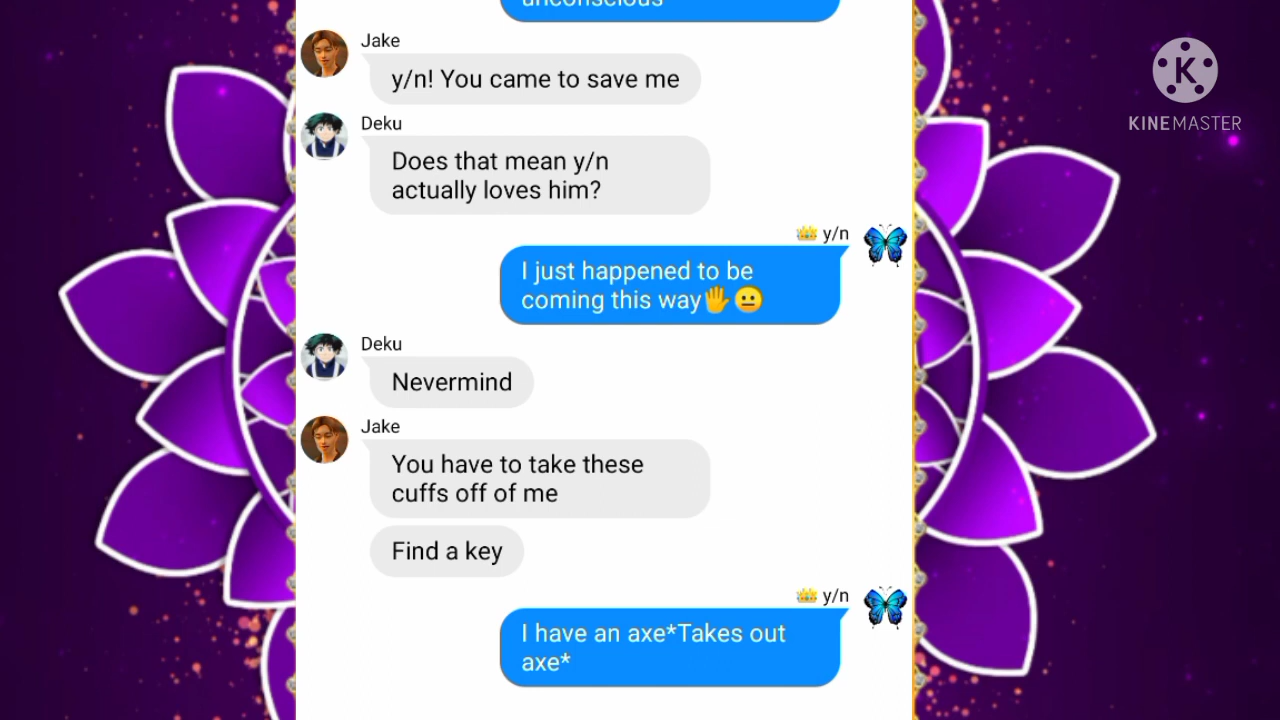 unconscious
Jake
y/n! You came to save me
Deku
Does that mean y/n
actually loves him?
👑 y/n
I just happened to be
coming this way🖐😐
Deku
Nevermind
Jake
You have to take these
cuffs off of me
Find a key
👑 y/n
I have an axe*Takes out
axe*
K
KINEMASTER